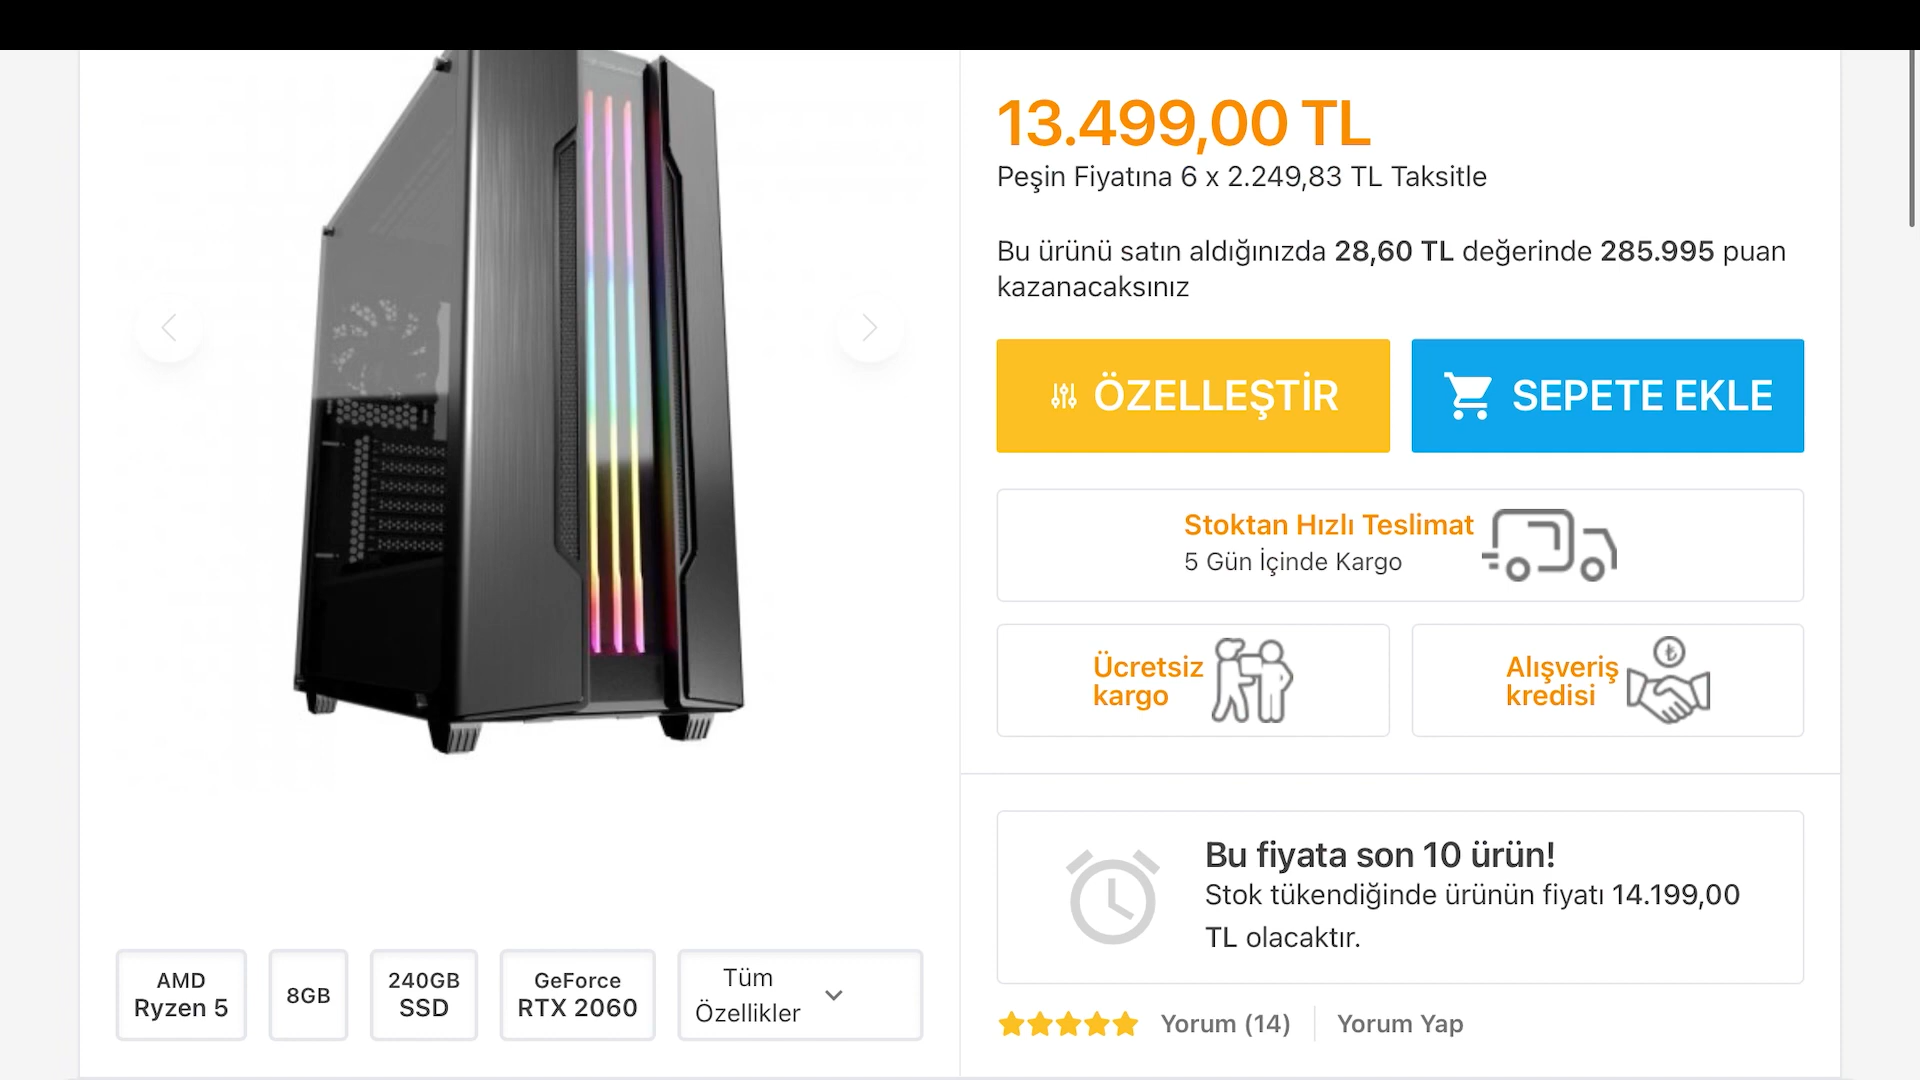 13.499,00 TL
Peşin Fiyatına 6 x 2.249,83 TL Taksitle
Bu ürünü satın aldığınızda 28,60 TL değerinde 285.995 puan
kazanacaksınız
ÖZELLEŞTİR
SEPETE EKLE
Stoktan Hızlı Teslimat
5 Gün İçinde Kargo
Ücretsiz
kargo
Alışveriş
kredisi
Bu fiyata son 10 ürün!
Stok tükendiğinde ürünün fiyatı 14.199,00
TL olacaktır.
Yorum (14)
Yorum Yap
AMD
Ryzen 5
8GB
240GB
SSD
GeForce
RTX 2060
Tüm
Özellikler